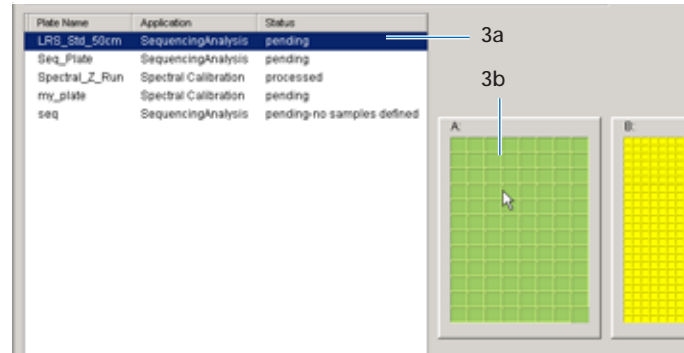 Plate Name Application Status
LRS_Std_50cm SequencingAnalysis pending
Seq_Plate SequencingAnalysis pending
Spectral_Z_Run Spectral Calibration processed
my_plate Spectral Calibration pending
seq SequencingAnalysis pending-no samples defined
3a
3b
A:
B: